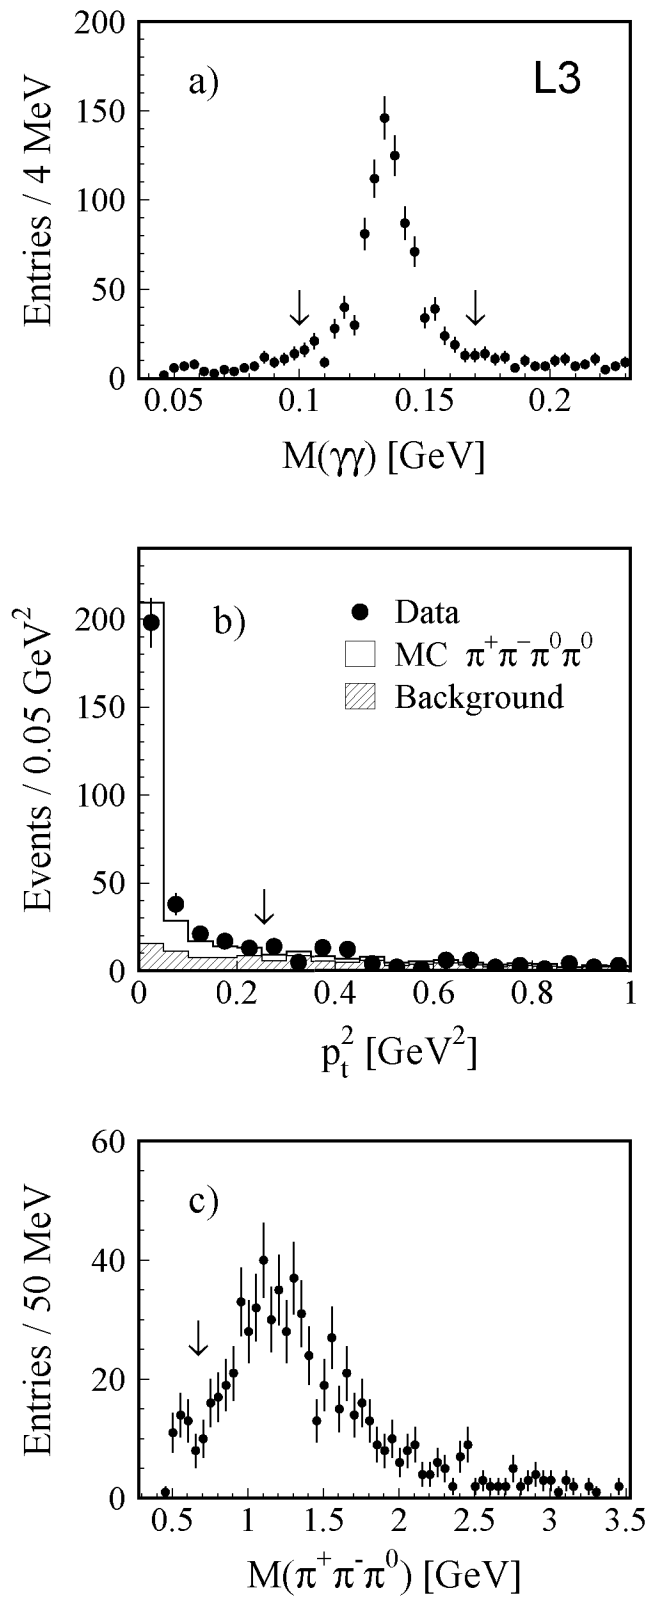 200
150
100
50
0
a) L3
Entries / 4 MeV
0.05 0.1 0.15 0.2
M(γγ) [GeV]
200
150
100
50
0
b)
Data
MC π⁺π⁻π⁰π⁰
Background
Events / 0.05 GeV²
0 0.2 0.4 0.6 0.8 1
pₜ² [GeV²]
60
40
20
0
c)
Entries / 50 MeV
0.5 1 1.5 2 2.5 3 3.5
M(π⁺π⁻π⁰) [GeV]